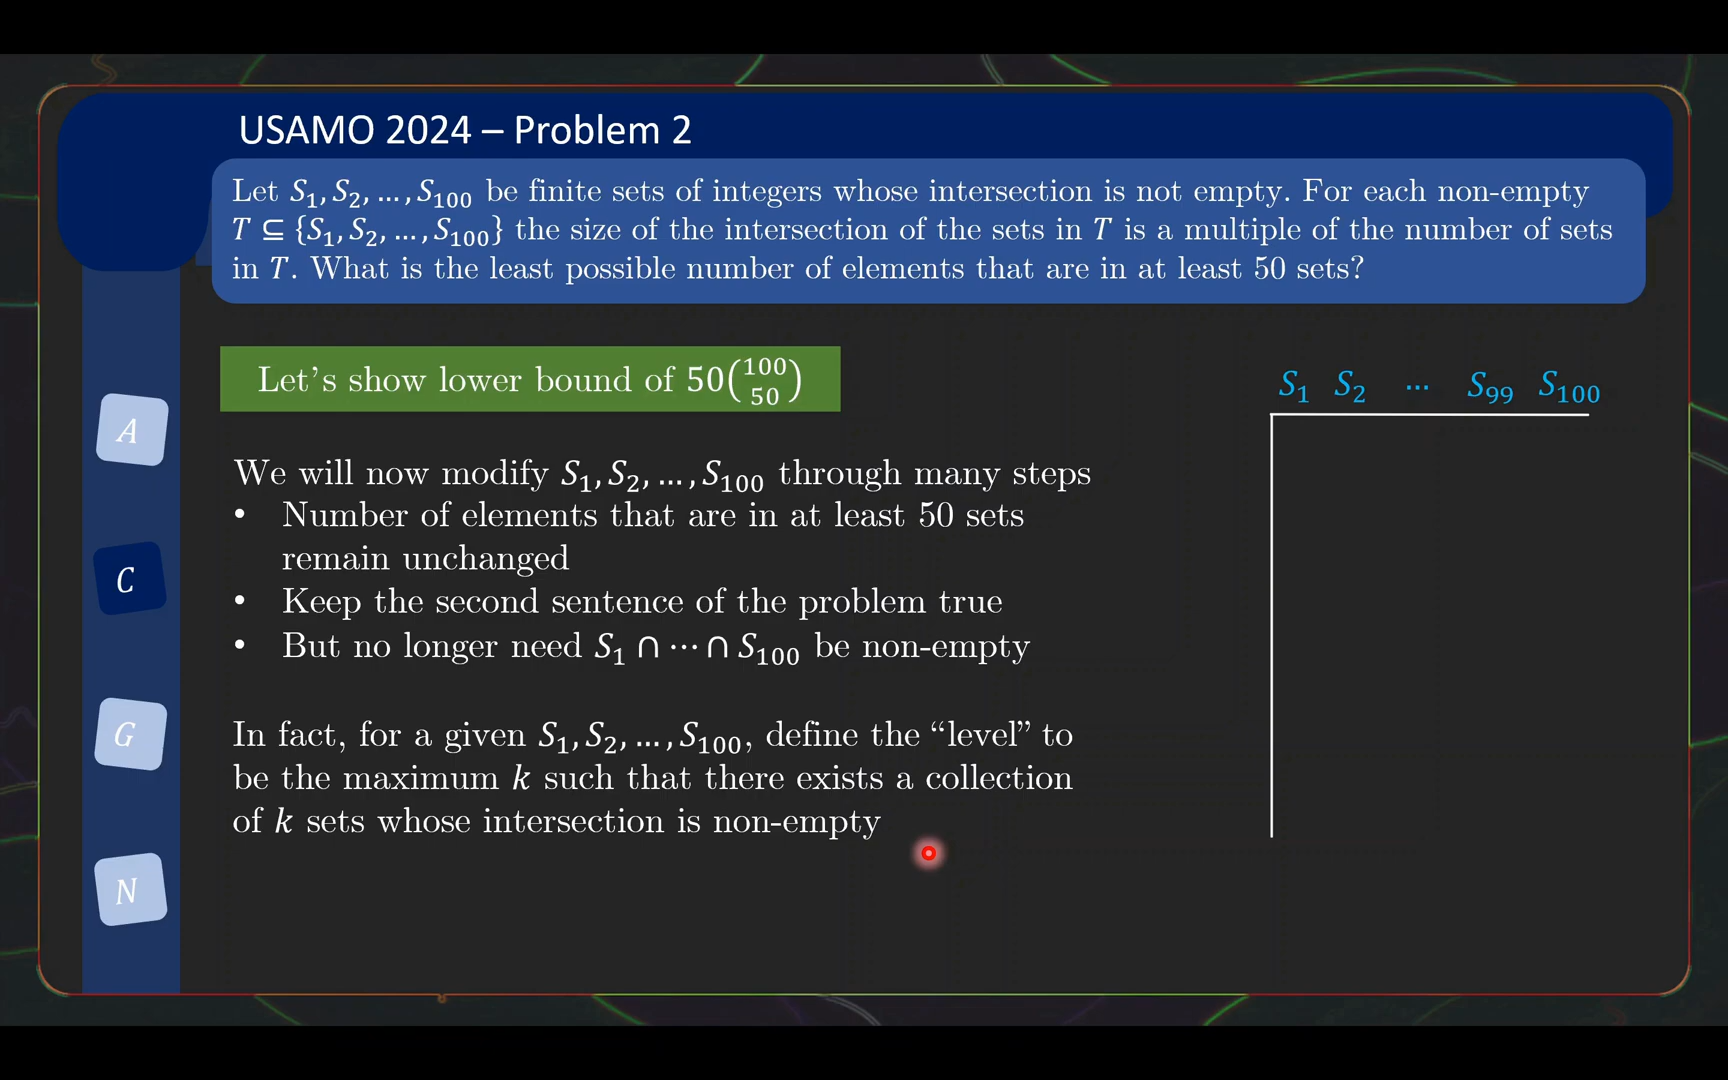 USAMO 2024 – Problem 2
Let S₁, S₂, …, S₁₀₀ be finite sets of integers whose intersection is not empty. For each non-empty
T ⊆ {S₁, S₂, …, S₁₀₀} the size of the intersection of the sets in T is a multiple of the number of sets
in T. What is the least possible number of elements that are in at least 50 sets?
Let's show lower bound of 50(100 50)
S₁ S₂ ⋯ S₉₉ S₁₀₀
A
We will now modify S₁, S₂, …, S₁₀₀ through many steps
• Number of elements that are in at least 50 sets
remain unchanged
C
• Keep the second sentence of the problem true
• But no longer need S₁ ∩ ⋯ ∩ S₁₀₀ be non-empty
G
In fact, for a given S₁, S₂, …, S₁₀₀, define the “level” to
be the maximum k such that there exists a collection
of k sets whose intersection is non-empty
N